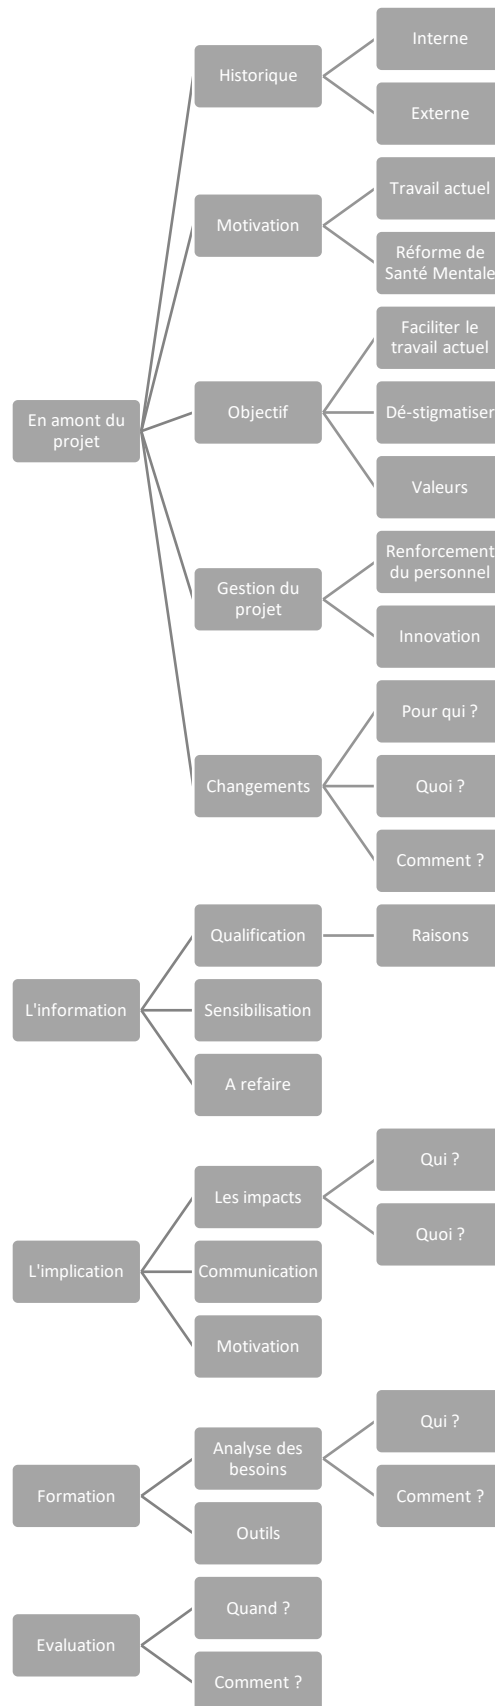 Interne
Historique
Externe
Travail actuel
Motivation
Réforme de
Santé Mentale
Faciliter le
travail actuel
En amont du
projet
Objectif
Dé-stigmatiser
Valeurs
Renforcement
du personnel
Gestion du
projet
Innovation
Pour qui ?
Changements
Quoi ?
Comment ?
Qualification
Raisons
L'information
Sensibilisation
A refaire
Qui ?
Les impacts
Quoi ?
L'implication
Communication
Motivation
Qui ?
Analyse des
besoins
Formation
Comment ?
Outils
Quand ?
Evaluation
Comment ?